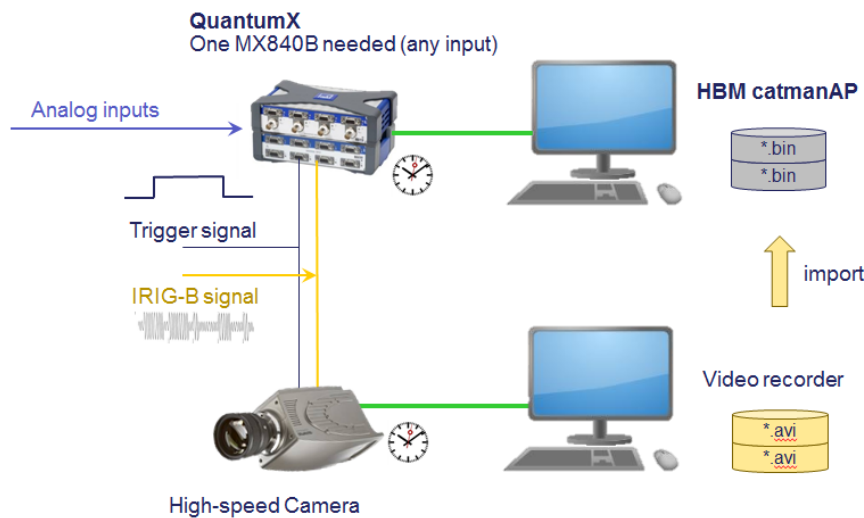 QuantumX
One MX840B needed (any input)
Analog inputs
HBM catmanAP
*.bin
*.bin
Trigger signal
IRIG-B signal
import
Video recorder
*.avi
*.avi
High-speed Camera